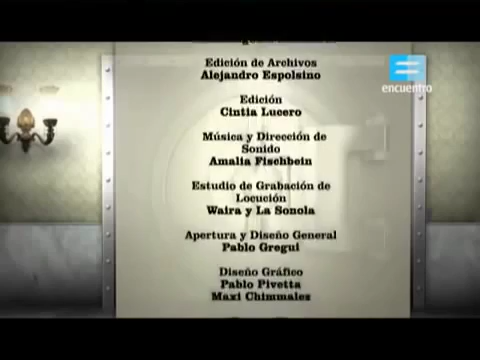 Edición de Archivos
Alejandro Espolsino
encuentro
Edición
Cintia Lucero
Música y Dirección de
Sonido
Amalia Fischbein
Estudio de Grabación de
Locución
Waira y La Sonola
Apertura y Diseño General
Pablo Gregui
Diseño Gráfico
Pablo Pivetta
Maxi Chimmales